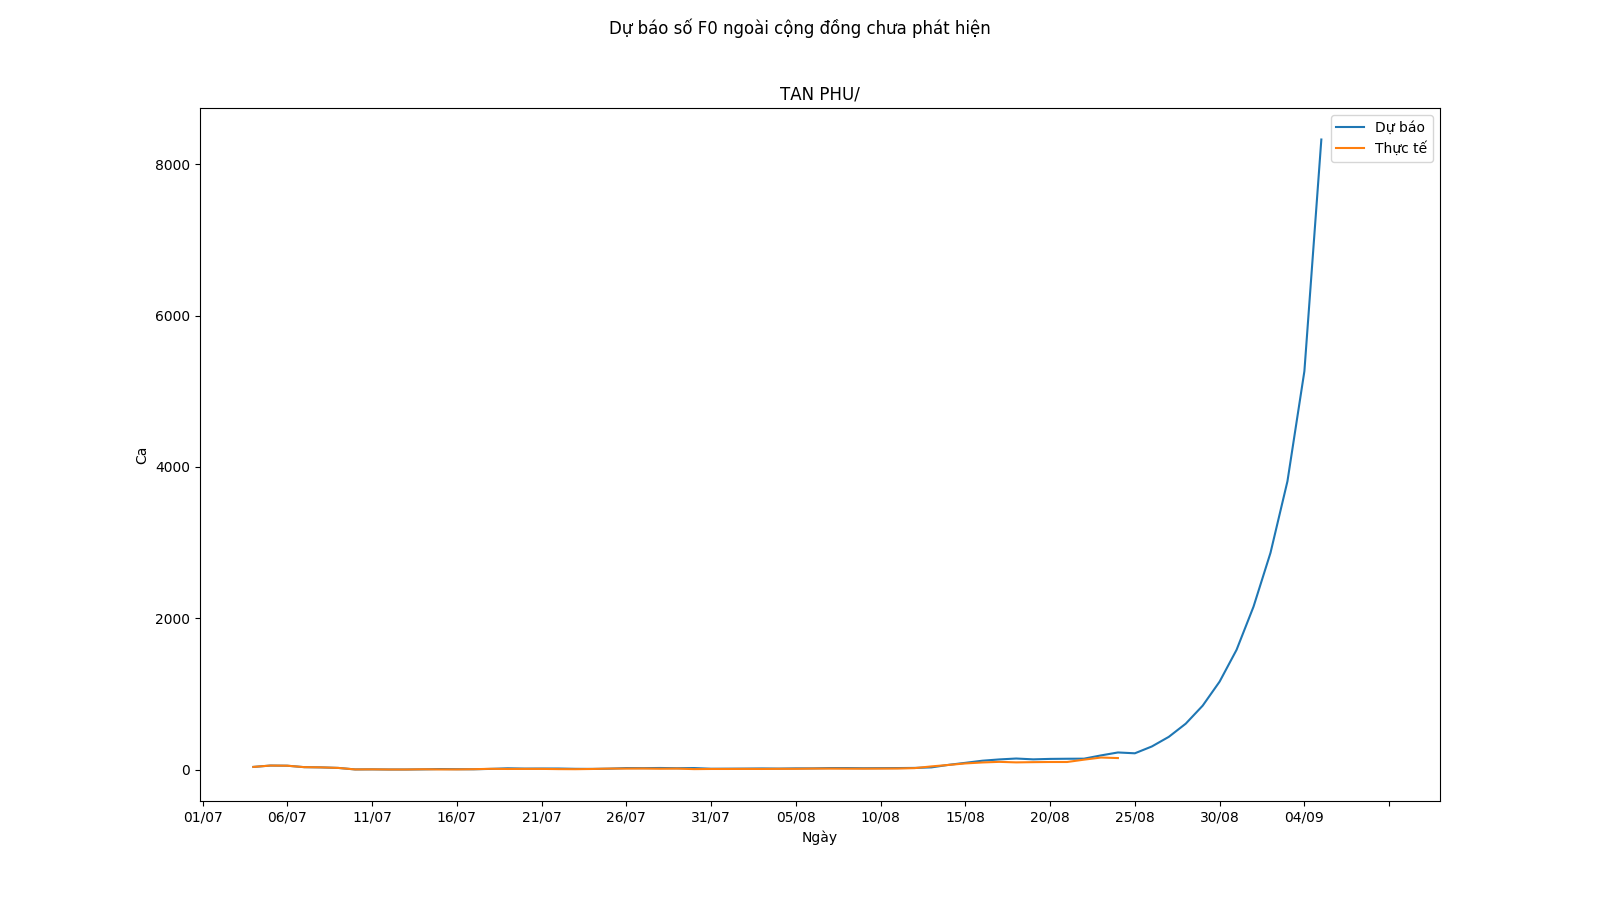 Dự báo số F0 ngoài cộng đồng chưa phát hiện
TAN PHU/
Dự báo
Thực tế
8000
6000
4000
2000
0
Ca
01/07 06/07 11/07 16/07 21/07 26/07 31/07 05/08 10/08 15/08 20/08 25/08 30/08 04/09
Ngày